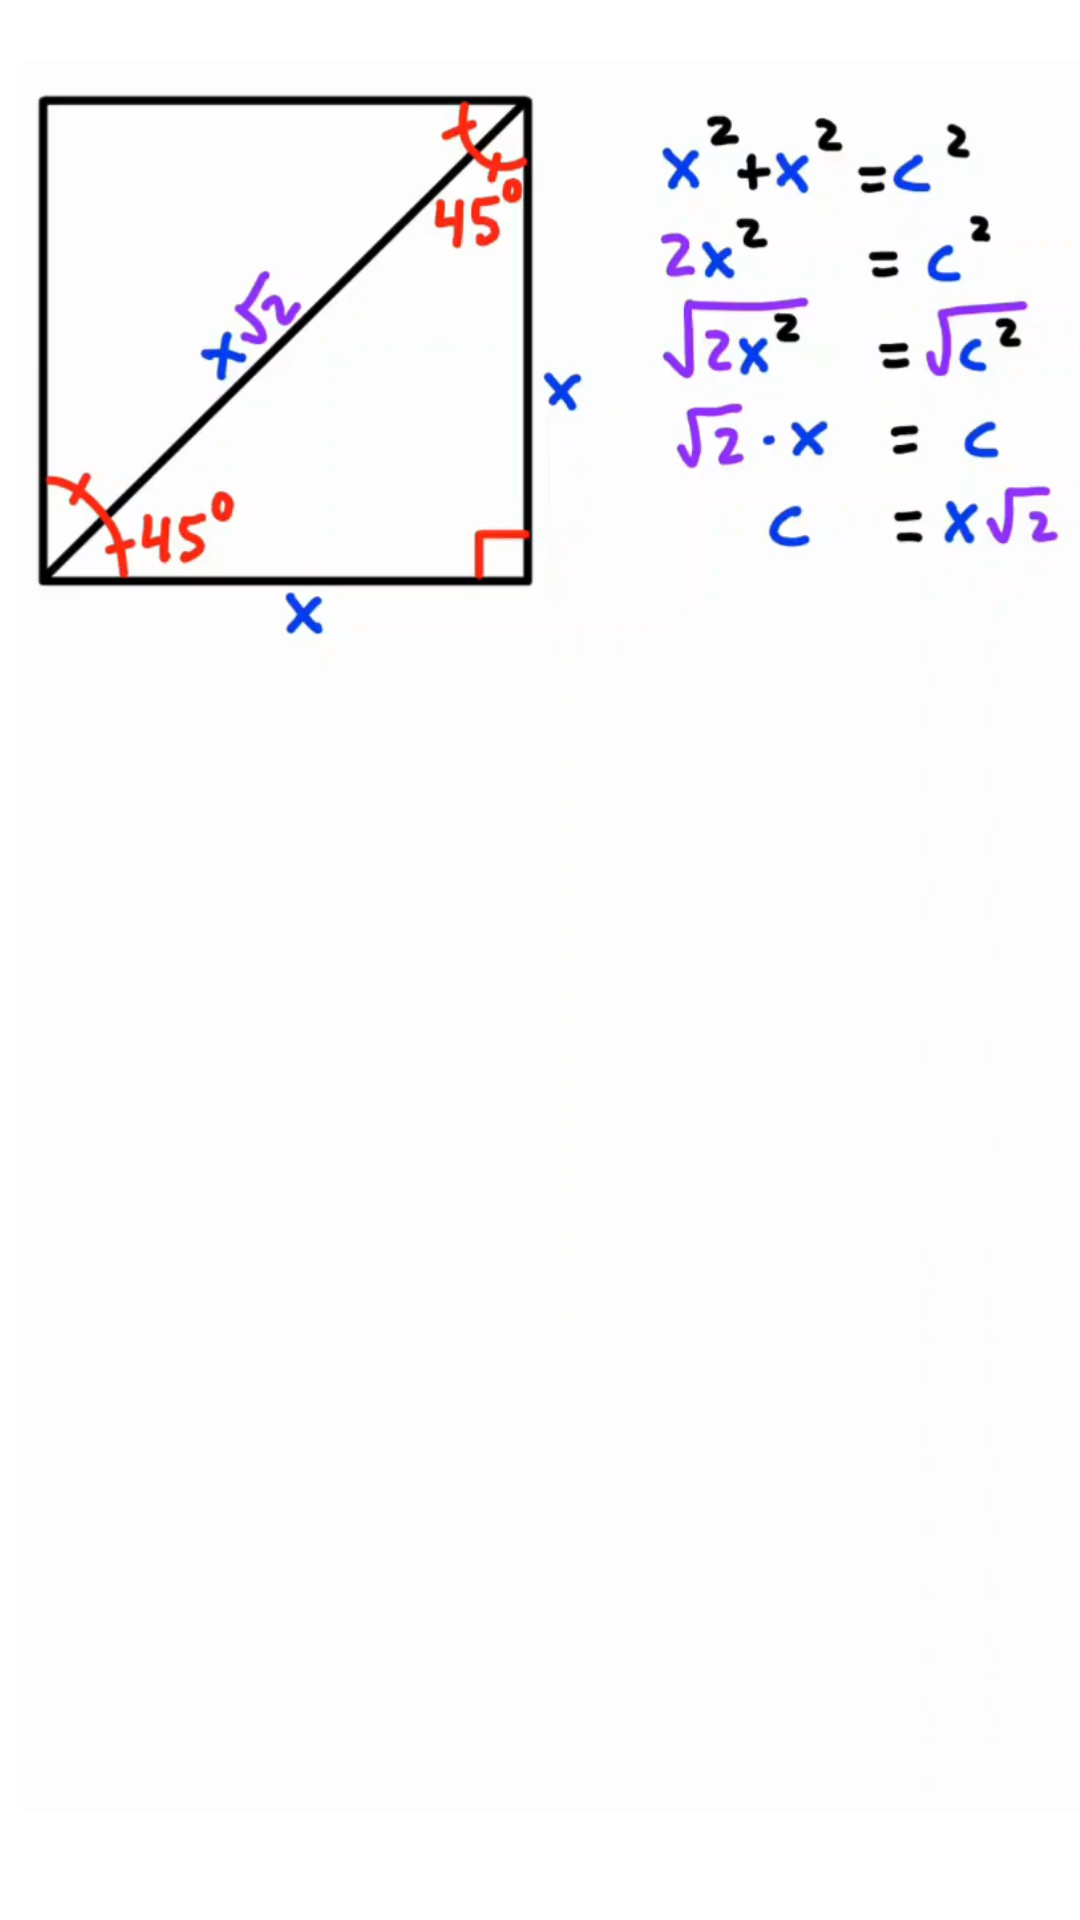 45°
x√2
x
45°
x
x² + x² = c²
2x² = c²
√2x² = √c²
√2 · x = c
c = x√2